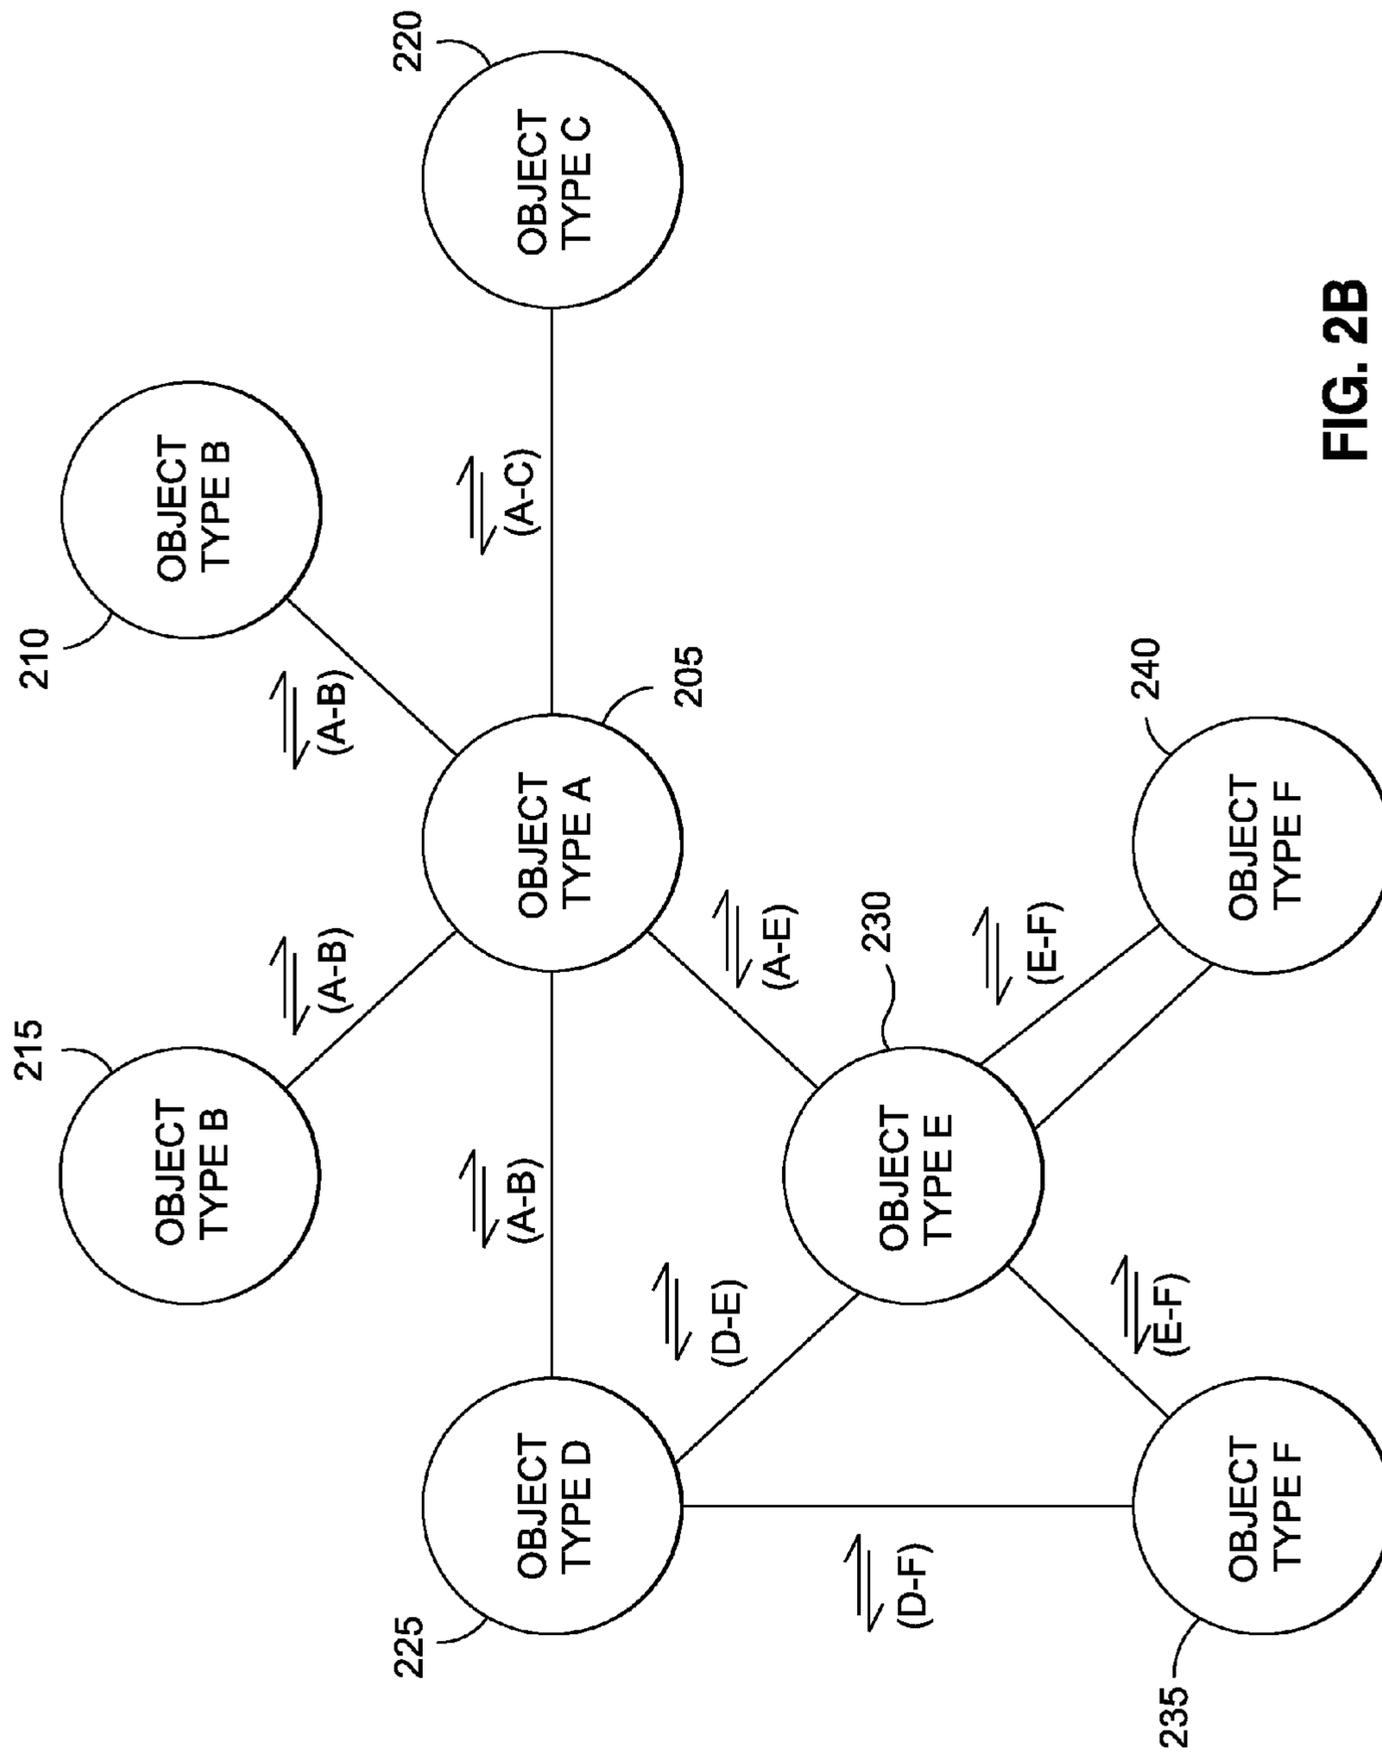 215
OBJECT
TYPE B
210
OBJECT
TYPE B
(A-B)
(A-B)
225
OBJECT
TYPE D
(A-B)
OBJECT
TYPE A
205
(A-C)
220
OBJECT
TYPE C
(D-E)
(A-E)
(D-F)
OBJECT
TYPE E
230
(E-F)
(E-F)
235
OBJECT
TYPE F
240
OBJECT
TYPE F
FIG. 2B